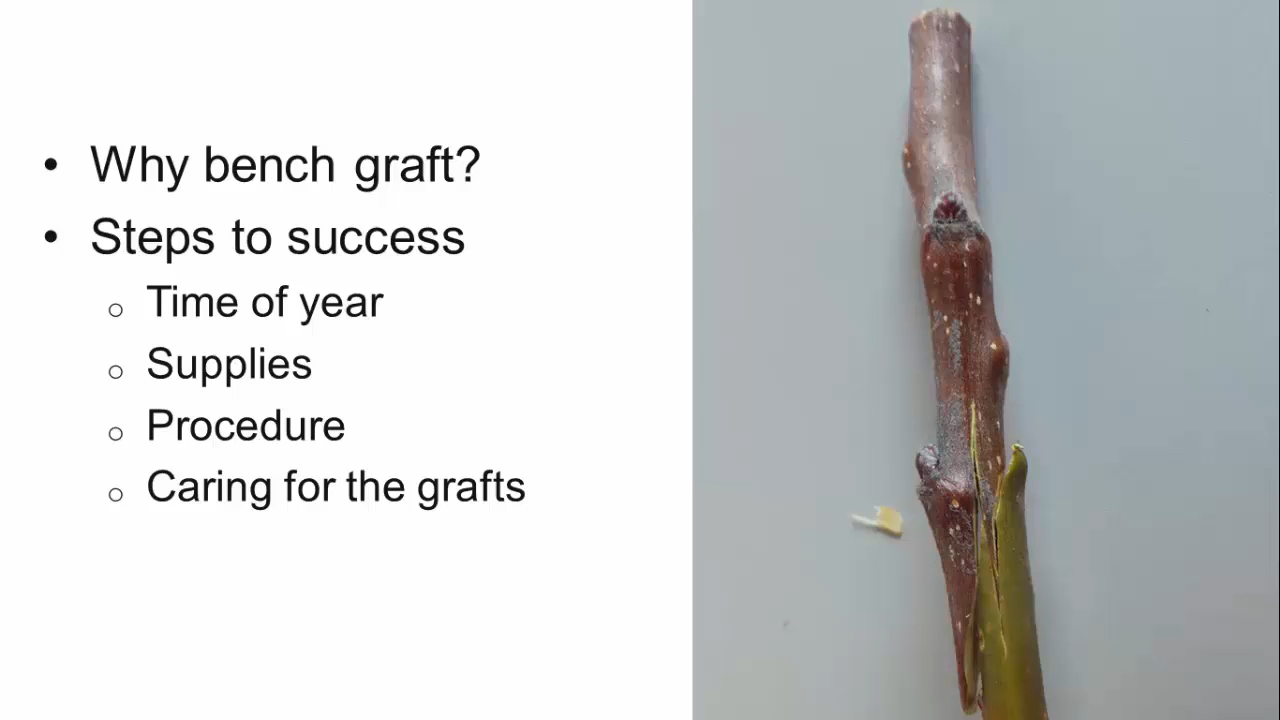 • Why bench graft?
• Steps to success
o Time of year
o Supplies
o Procedure
o Caring for the grafts